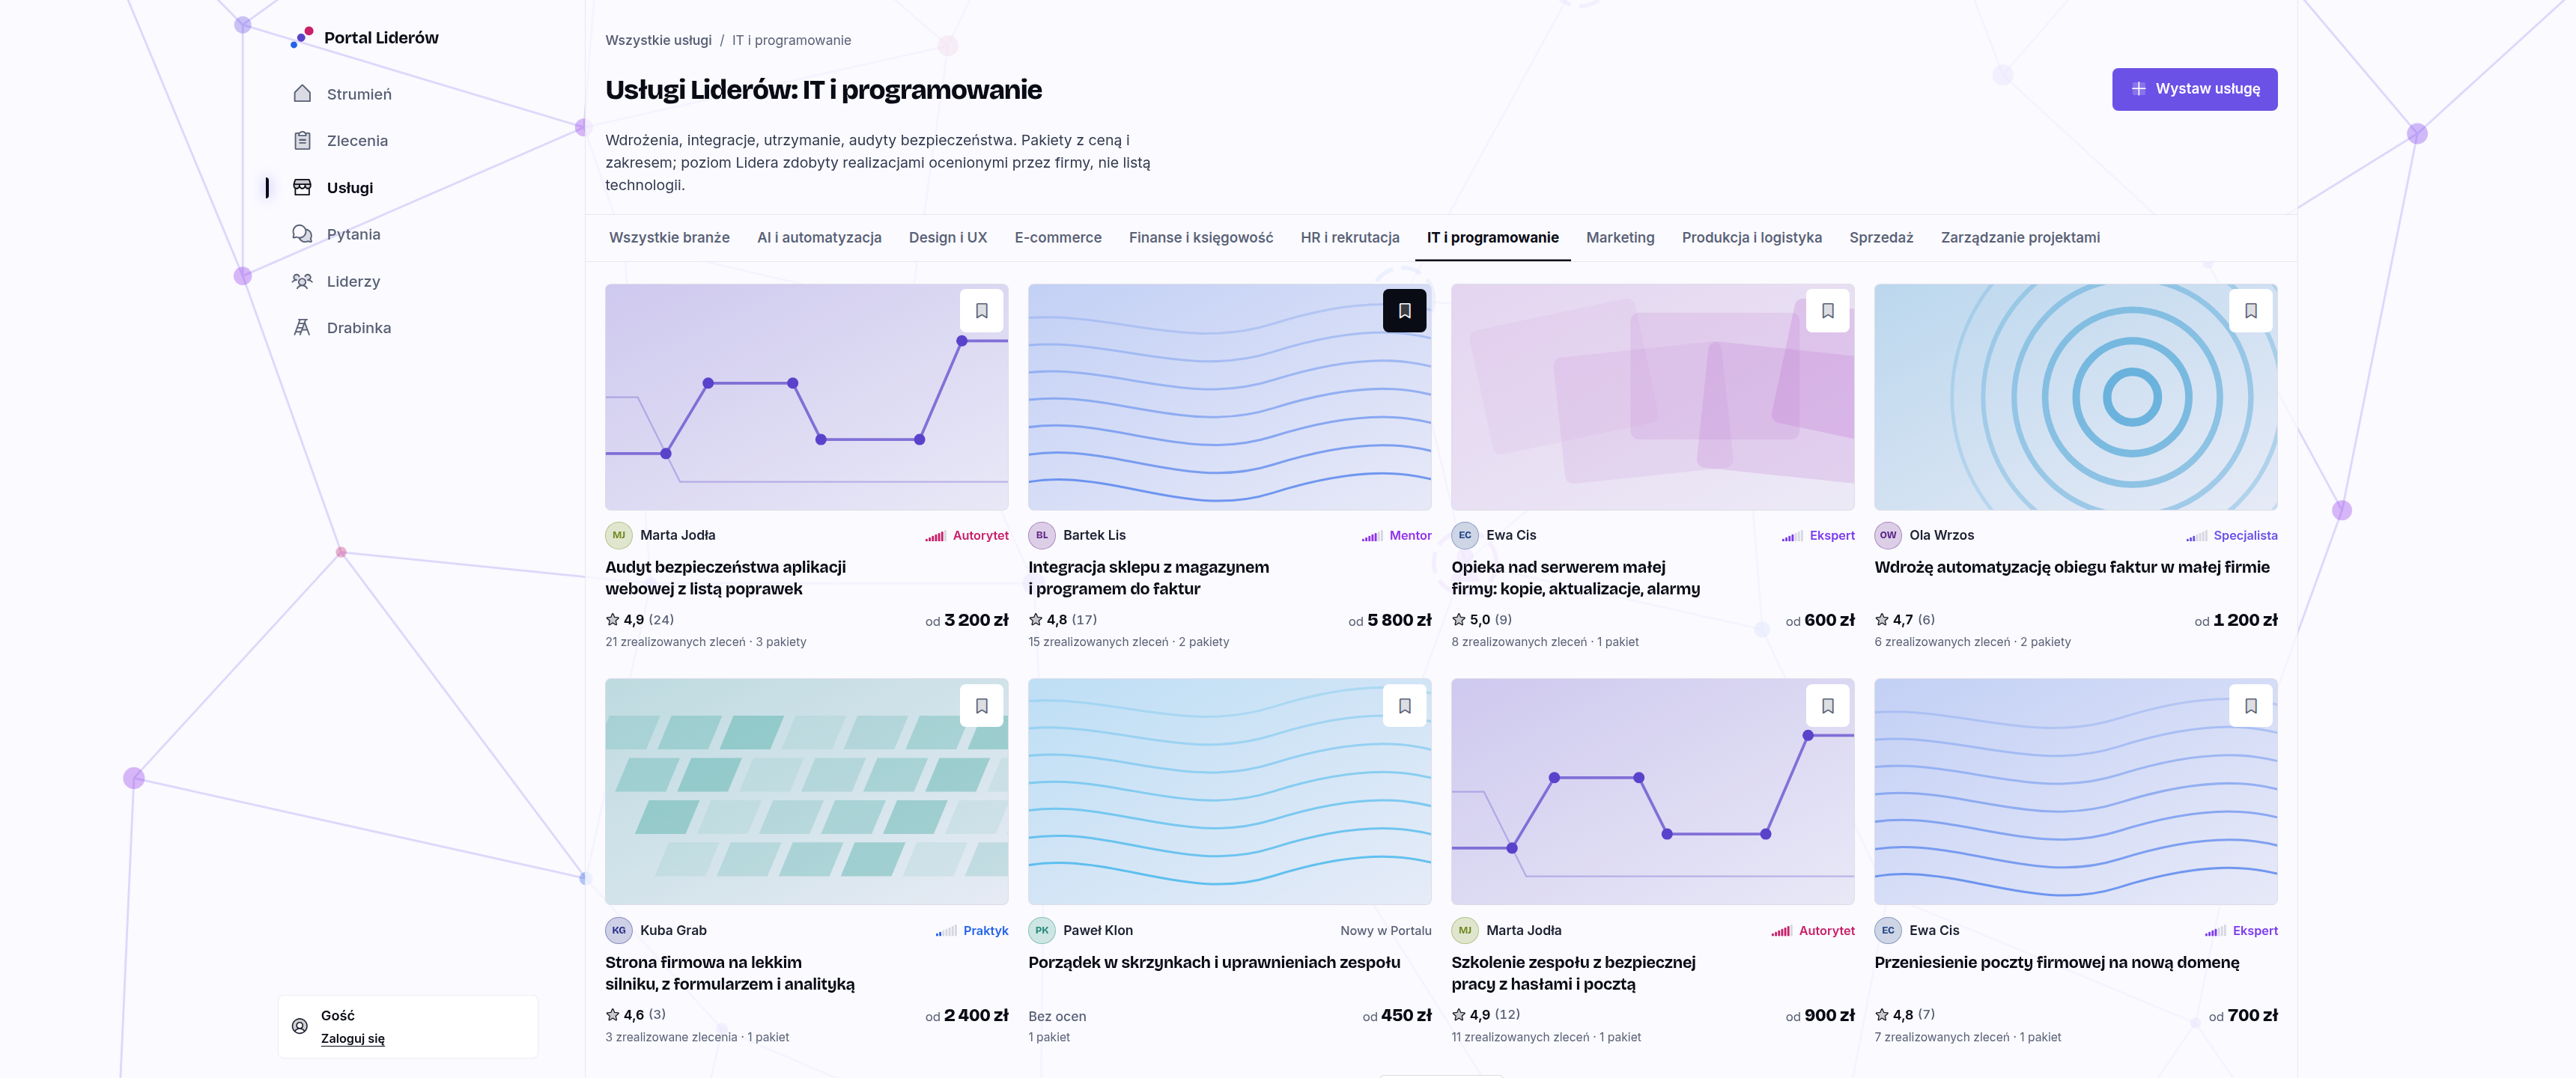 Portal Liderów
Strumień
Zlecenia
Usługi
Pytania
Liderzy
Drabinka
Gość
Zaloguj się
Wszystkie usługi / IT i programowanie
Usługi Liderów: IT i programowanie
Wystaw usługę
Wdrożenia, integracje, utrzymanie, audyty bezpieczeństwa. Pakiety z ceną i
zakresem; poziom Lidera zdobyty realizacjami ocenionymi przez firmy, nie listą
technologii.
Wszystkie branże AI i automatyzacja Design i UX E-commerce Finanse i księgowość HR i rekrutacja IT i programowanie Marketing Produkcja i logistyka Sprzedaż Zarządzanie projektami
MJ Marta Jodła Autorytet
Audyt bezpieczeństwa aplikacji
webowej z listą poprawek
4,9 (24) od 3 200 zł
21 zrealizowanych zleceń · 3 pakiety
BL Bartek Lis Mentor
Integracja sklepu z magazynem
i programem do faktur
4,8 (17) od 5 800 zł
15 zrealizowanych zleceń · 2 pakiety
EC Ewa Cis Ekspert
Opieka nad serwerem małej
firmy: kopie, aktualizacje, alarmy
5,0 (9) od 600 zł
8 zrealizowanych zleceń · 1 pakiet
OW Ola Wrzos Specjalista
Wdrożę automatyzację obiegu faktur w małej firmie
4,7 (6) od 1 200 zł
6 zrealizowanych zleceń · 2 pakiety
KG Kuba Grab Praktyk
Strona firmowa na lekkim
silniku, z formularzem i analityką
4,6 (3) od 2 400 zł
3 zrealizowane zlecenia · 1 pakiet
PK Paweł Klon Nowy w Portalu
Porządek w skrzynkach i uprawnieniach zespołu
Bez ocen od 450 zł
1 pakiet
MJ Marta Jodła Autorytet
Szkolenie zespołu z bezpiecznej
pracy z hasłami i pocztą
4,9 (12) od 900 zł
11 zrealizowanych zleceń · 1 pakiet
EC Ewa Cis Ekspert
Przeniesienie poczty firmowej na nową domenę
4,8 (7) od 700 zł
7 zrealizowanych zleceń · 1 pakiet